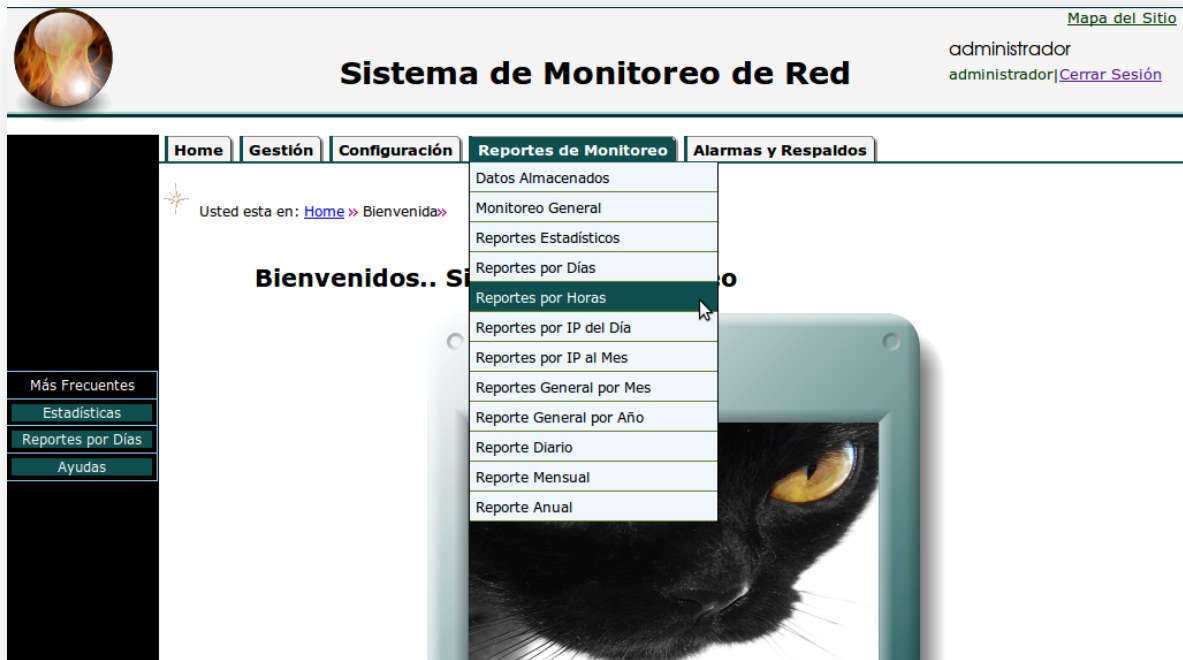 Mapa del Sitio
administrador
Sistema de Monitoreo de Red
administrador|Cerrar Sesión
Home
Gestión
Configuración
Reportes de Monitoreo
Alarmas y Respaldos
Datos Almacenados
Monitoreo General
Reportes Estadísticos
Reportes por Días
Reportes por Horas
Reportes por IP del Día
Reportes por IP al Mes
Reportes General por Mes
Reporte General por Año
Reporte Diario
Reporte Mensual
Reporte Anual
Usted esta en: Home » Bienvenida»
Bienvenidos..
Más Frecuentes
Estadísticas
Reportes por Días
Ayudas